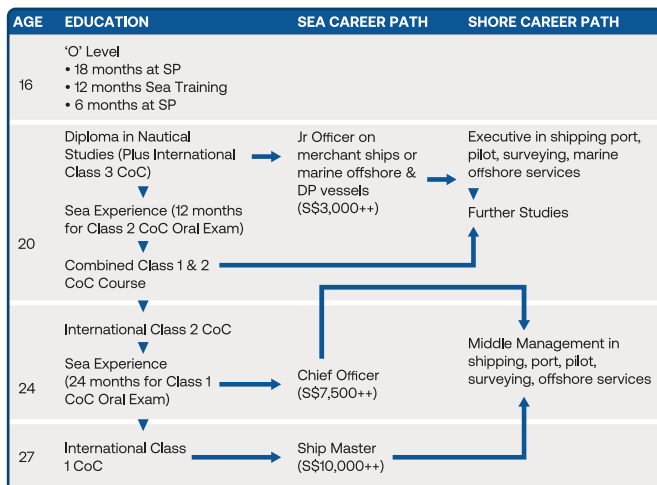 AGE EDUCATION SEA CAREER PATH SHORE CAREER PATH
16
‘O’ Level
• 18 months at SP
• 12 months Sea Training
• 6 months at SP
20
Diploma in Nautical
Studies (Plus International
Class 3 CoC)
Sea Experience (12 months
for Class 2 CoC Oral Exam)
Combined Class 1 & 2
CoC Course
Jr Officer on
merchant ships or
marine offshore &
DP vessels
(S$3,000++)
Executive in shipping port,
pilot, surveying, marine
offshore services
Further Studies
24
International Class 2 CoC
Sea Experience
(24 months for Class 1
CoC Oral Exam)
Chief Officer
(S$7,500++)
Middle Management in
shipping, port, pilot,
surveying, offshore services
27
International Class
1 CoC
Ship Master
(S$10,000++)